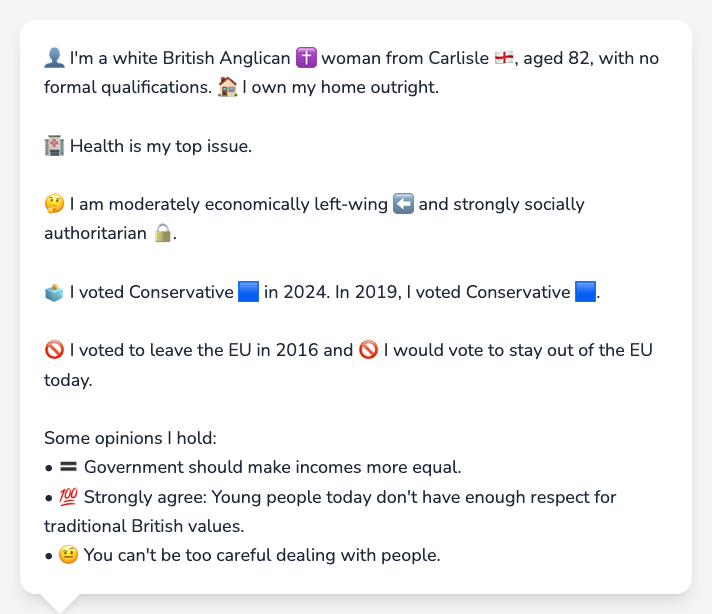 👤 I'm a white British Anglican ✝️ woman from Carlisle 🏴󠁧󠁢󠁥󠁮󠁧󠁿, aged 82, with no
formal qualifications. 🏠 I own my home outright.
🏥 Health is my top issue.
🤔 I am moderately economically left-wing ⬅️ and strongly socially
authoritarian 🔒.
🗳️ I voted Conservative 🟦 in 2024. In 2019, I voted Conservative 🟦.
🚫 I voted to leave the EU in 2016 and 🚫 I would vote to stay out of the EU
today.
Some opinions I hold:
• 🟰 Government should make incomes more equal.
• 💯 Strongly agree: Young people today don't have enough respect for
traditional British values.
• 🤨 You can't be too careful dealing with people.